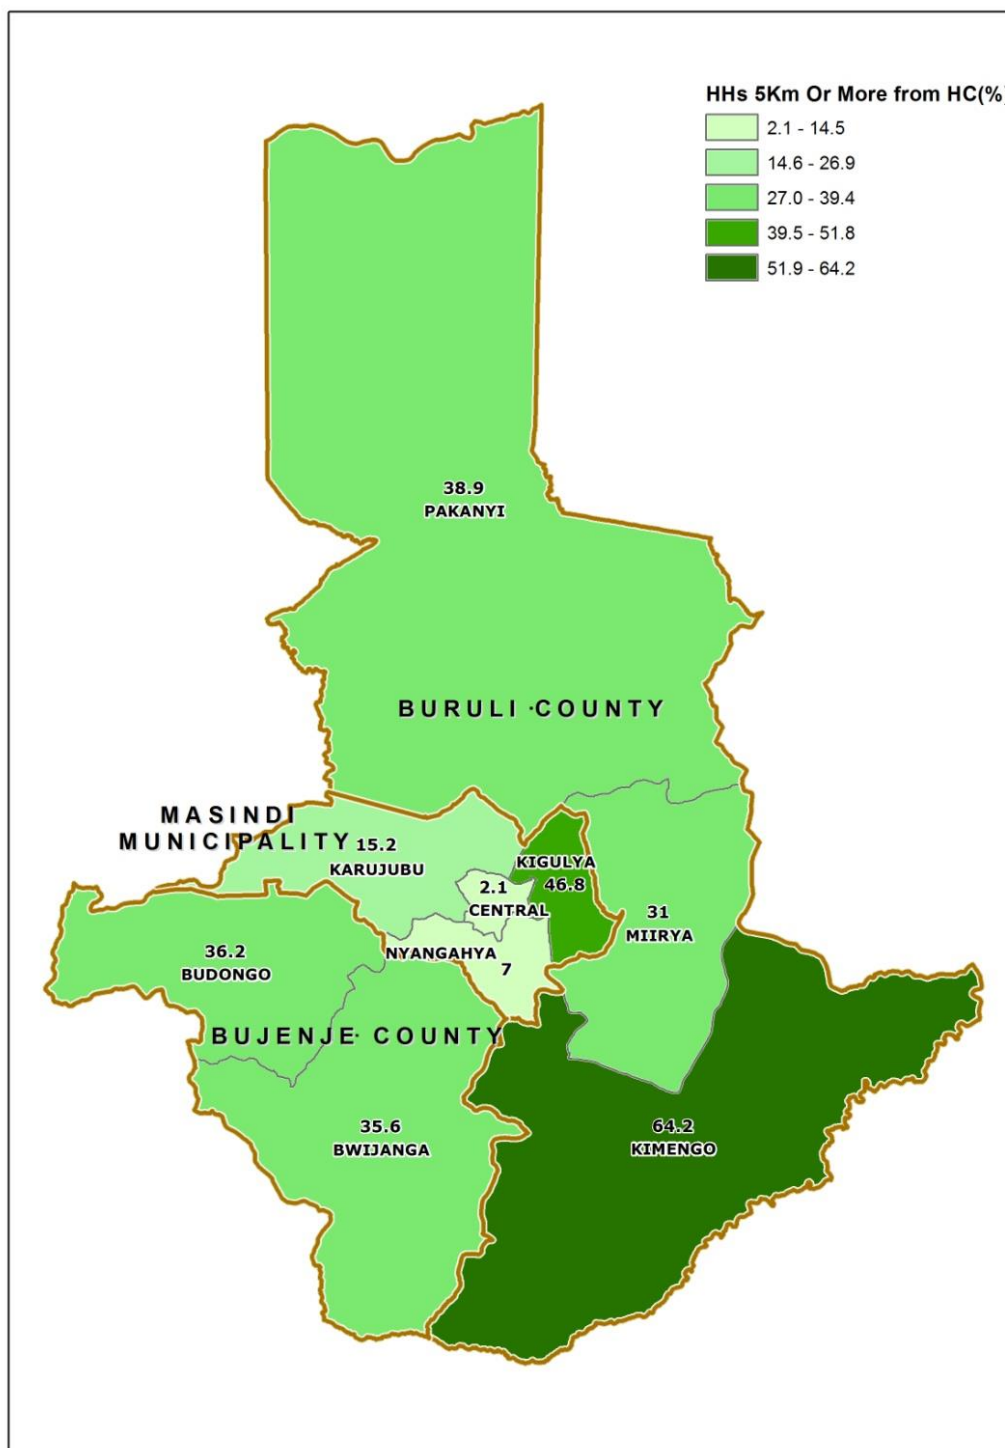 HHs 5Km Or More from HC(%)
2.1 - 14.5
14.6 - 26.9
27.0 - 39.4
39.5 - 51.8
51.9 - 64.2
38.9
PAKANYI
BURULI COUNTY
MASINDI
MUNICIPALITY
15.2
KARUJUBU
KIGULYA
46.8
2.1
CENTRAL
31
MIIRYA
36.2
BUDONGO
NYANGAHYA
7
BUJENJE COUNTY
35.6
BWIJANGA
64.2
KIMENGO